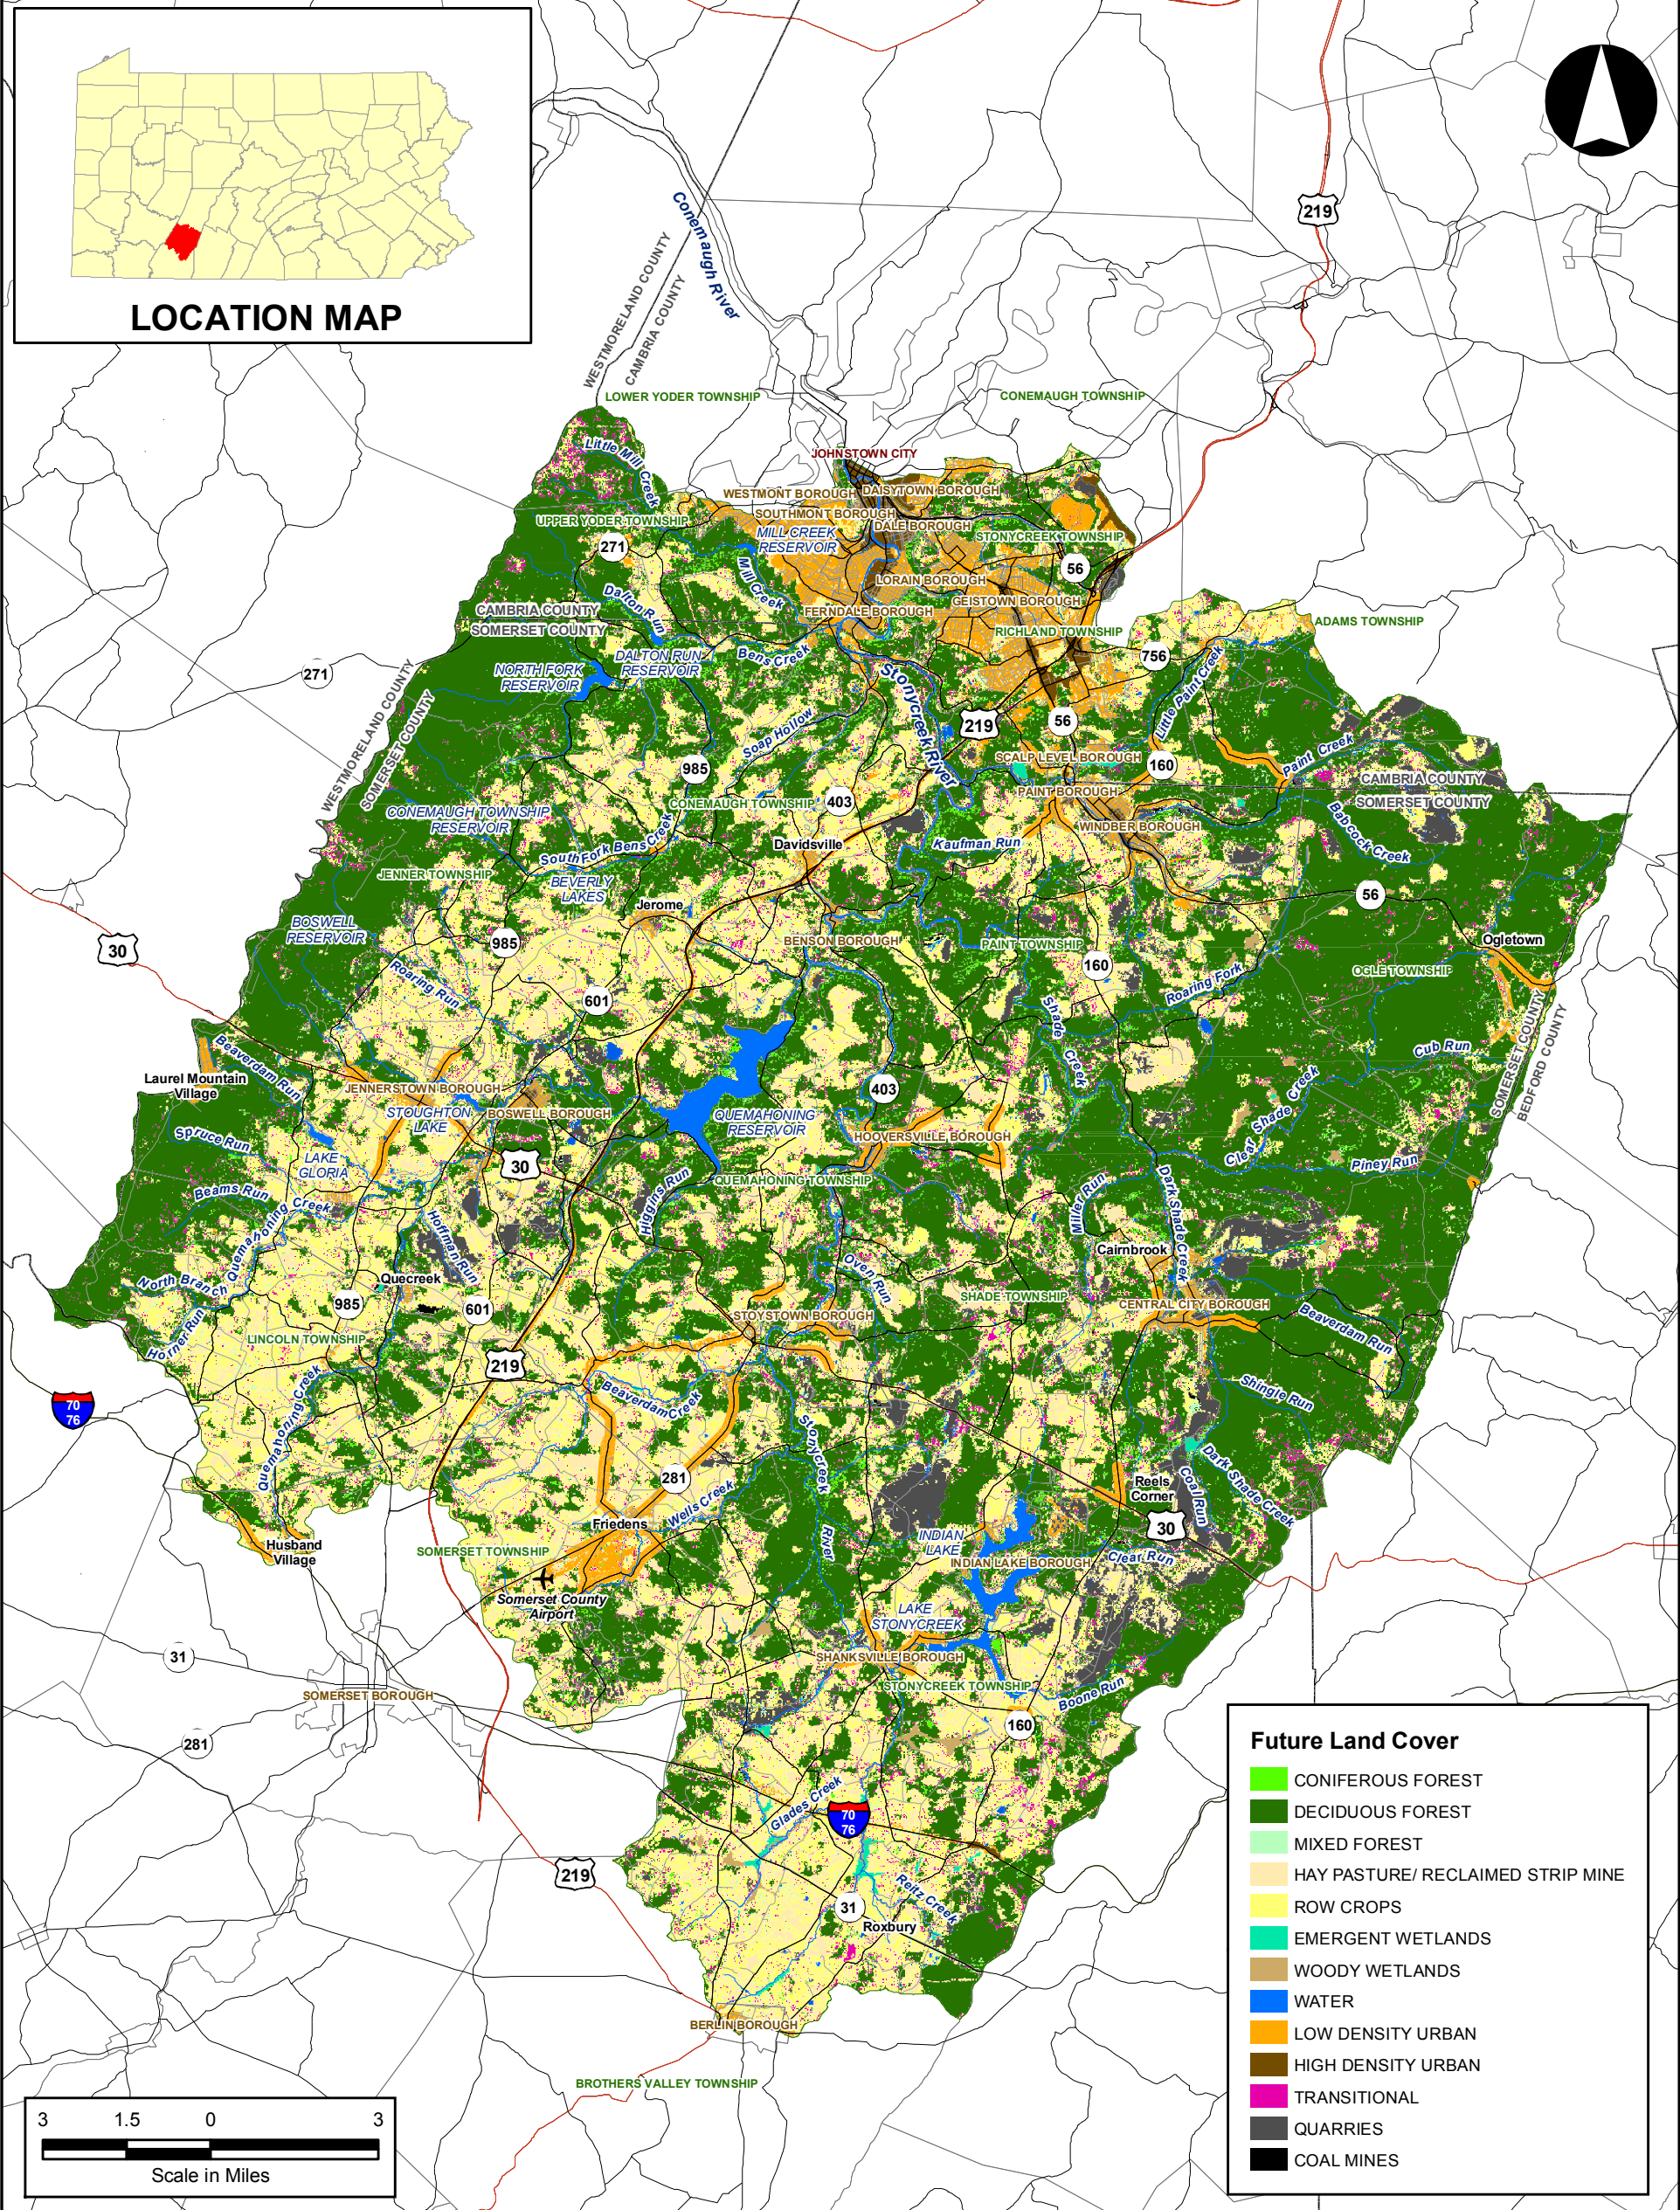 LOCATION MAP
Conemaugh River
219
WESTMORELAND COUNTY
CAMBRIA COUNTY
LOWER YODER TOWNSHIP
CONEMAUGH TOWNSHIP
Little Mill Creek
JOHNSTOWN CITY
WESTMONT BOROUGH
DAISYTOWN BOROUGH
SOUTHMONT BOROUGH
UPPER YODER TOWNSHIP
DALE BOROUGH
MILL CREEK
RESERVOIR
STONYCREEK TOWNSHIP
271
56
Mill Creek
LORAIN BOROUGH
Dalton Run
GEISTOWN BOROUGH
CAMBRIA COUNTY
SOMERSET COUNTY
FERNDALE BOROUGH
ADAMS TOWNSHIP
RICHLAND TOWNSHIP
271
NORTH FORK
RESERVOIR
DALTON RUN
RESERVOIR
Bens Creek
756
Stonycreek River
Little Paint Creek
WESTMORELAND COUNTY
SOMERSET COUNTY
Soap Hollow
219
56
985
SCALP LEVEL BOROUGH
160
Paint Creek
CAMBRIA COUNTY
SOMERSET COUNTY
PAINT BOROUGH
CONEMAUGH TOWNSHIP
403
CONEMAUGH TOWNSHIP
RESERVOIR
Babcock Creek
WINDBER BOROUGH
Davidsville
Kaufman Run
South Fork Bens Creek
JENNER TOWNSHIP
BEVERLY
LAKES
56
Jerome
BOSWELL
RESERVOIR
30
985
BENSON BOROUGH
PAINT TOWNSHIP
Ogletown
160
OGLE TOWNSHIP
Roaring Run
Roaring Fork
601
Shade Creek
SOMERSET COUNTY
BEDFORD COUNTY
Beaverdam Run
Cub Run
Laurel Mountain
Village
JENNERSTOWN BOROUGH
403
Clear Shade Creek
STOUGHTON
LAKE
BOSWELL BOROUGH
QUEMAHONING
RESERVOIR
Spruce Run
HOOVERSVILLE BOROUGH
LAKE
GLORIA
30
Piney Run
QUEMAHONING TOWNSHIP
Beams Run
Higgins Run
Miller Run
Dark Shade Creek
Hoffman Run
Cairnbrook
North Branch Quemahoning Creek
Quecreek
Oven Run
985
601
SHADE TOWNSHIP
CENTRAL CITY BOROUGH
STOYSTOWN BOROUGH
Beaverdam Run
Horner Run
LINCOLN TOWNSHIP
219
70
76
Beaverdam Creek
Shingle Run
Quemahoning Creek
Stonycreek River
281
Reels
Corner
Coal Run
Dark Shade Creek
Wells Creek
Friedens
30
Husband
Village
SOMERSET TOWNSHIP
INDIAN
LAKE
INDIAN LAKE BOROUGH
Clear Run
Somerset County
Airport
LAKE
STONYCREEK
31
SHANKSVILLE BOROUGH
STONYCREEK TOWNSHIP
SOMERSET BOROUGH
Boone Run
160
281
Glades Creek
70
76
219
Reitz Creek
31
Roxbury
BERLIN BOROUGH
BROTHERS VALLEY TOWNSHIP
3 1.5 0 3
Scale in Miles
Future Land Cover
CONIFEROUS FOREST
DECIDUOUS FOREST
MIXED FOREST
HAY PASTURE/ RECLAIMED STRIP MINE
ROW CROPS
EMERGENT WETLANDS
WOODY WETLANDS
WATER
LOW DENSITY URBAN
HIGH DENSITY URBAN
TRANSITIONAL
QUARRIES
COAL MINES